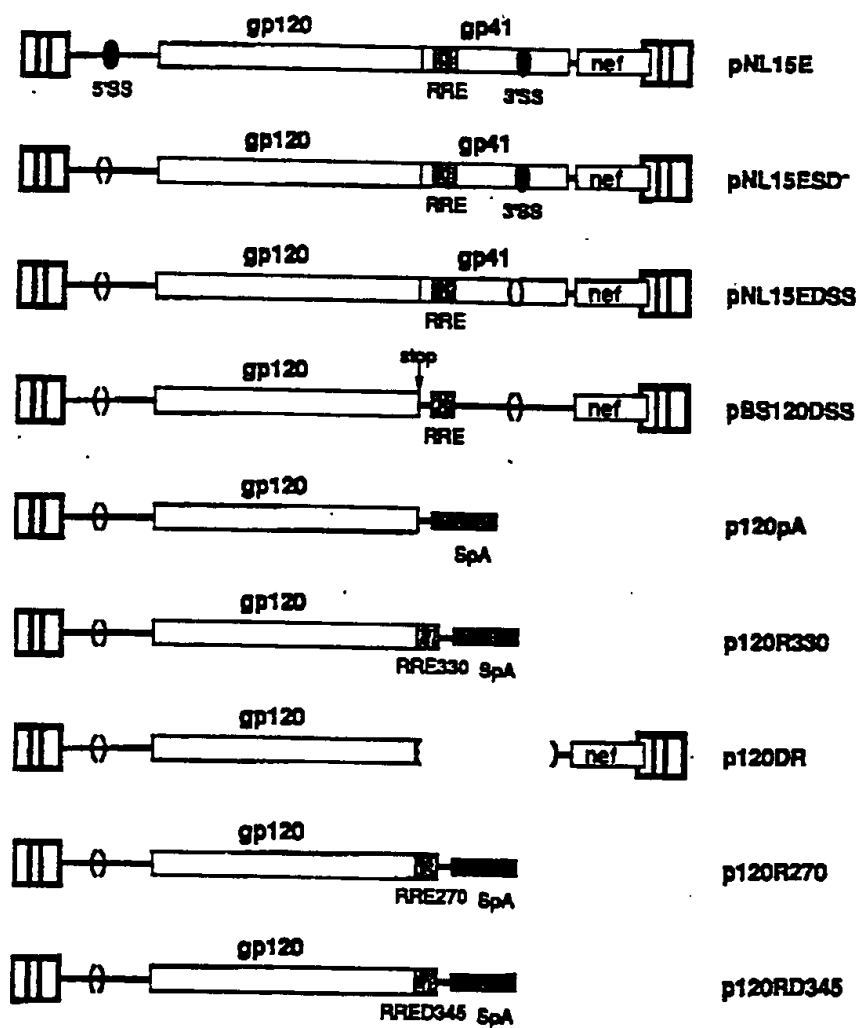 gp120 gp41
nef pNL15E
5'SS RRE 3'SS
gp120 gp41
nef pNL15ESD-
RRE 3'SS
gp120 gp41
nef pNL15EDSS
RRE
stop
gp120
nef pBS120DSS
RRE
gp120
p120pA
SpA
gp120
p120R330
RRE330 SpA
gp120
nef p120DR
gp120
p120R270
RRE270 SpA
gp120
p120RD345
RRED345 SpA